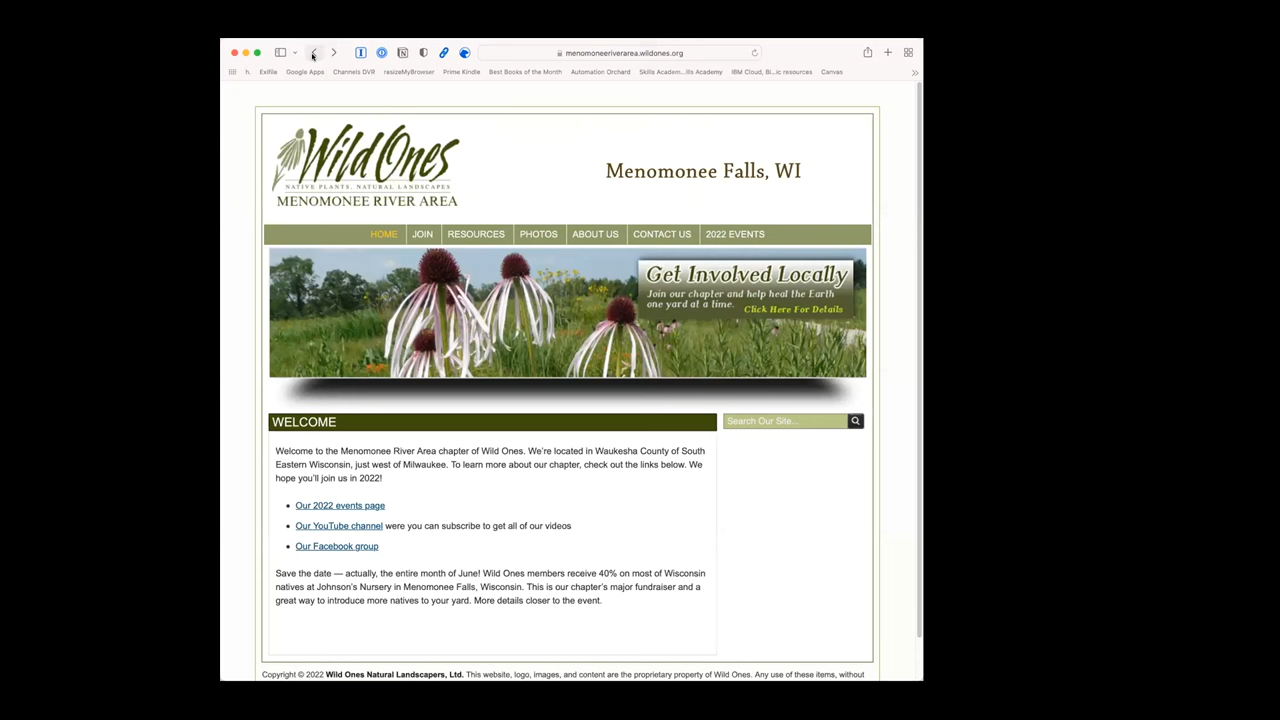 menomoneeriverarea.wildones.org
h. Exifile Google Apps Channels DVR resizeMyBrowser Prime Kindle Best Books of the Month Automation Orchard Skills Academ...ills Academy IBM Cloud, Bl...ic resources Canva
Wild Ones
NATIVE PLANTS, NATURAL LANDSCAPES
MENOMONEE RIVER AREA
Menomonee Falls, WI
HOME JOIN RESOURCES PHOTOS ABOUT US CONTACT US 2022 EVENTS
Get Involved Locally
Join our chapter and help heal the Earth
one yard at a time. Click Here For Details
WELCOME
Search Our Site...
Welcome to the Menomonee River Area chapter of Wild Ones. We're located in Waukesha County of South
Eastern Wisconsin, just west of Milwaukee. To learn more about our chapter, check out the links below. We
hope you'll join us in 2022!
Our 2022 events page
Our YouTube channel were you can subscribe to get all of our videos
Our Facebook group
Save the date — actually, the entire month of June! Wild Ones members receive 40% on most of Wisconsin
natives at Johnson's Nursery in Menomonee Falls, Wisconsin. This is our chapter's major fundraiser and a
great way to introduce more natives to your yard. More details closer to the event.
Copyright © 2022 Wild Ones Natural Landscapers, Ltd. This website, logo, images, and content are the proprietary property of Wild Ones. Any use of these items, without